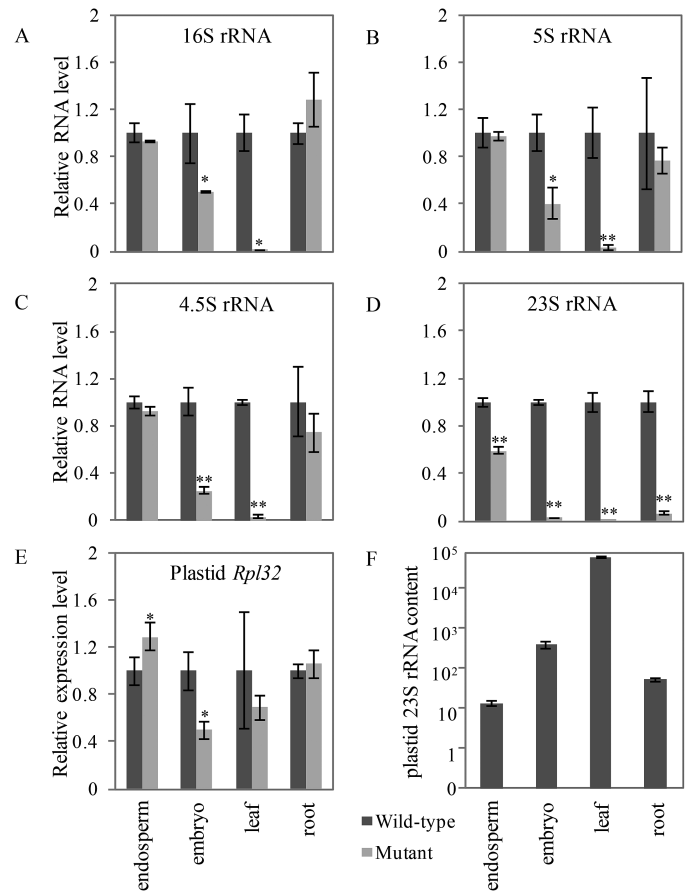 A
16S rRNA
Relative RNA level
2
1.6
1.2
0.8
0.4
0
*
*
B
5S rRNA
2
1.6
1.2
0.8
0.4
0
*
**
C
4.5S rRNA
Relative RNA level
2
1.6
1.2
0.8
0.4
0
**
**
D
23S rRNA
2
1.6
1.2
0.8
0.4
0
**
**
**
**
E
Plastid Rpl32
Relative expression level
2
1.6
1.2
0.8
0.4
0
*
*
endosperm
embryo
leaf
root
F
plastid 23S rRNA content
10⁵
10⁴
10³
10²
10
1
0
endosperm
embryo
leaf
root
Wild-type
Mutant